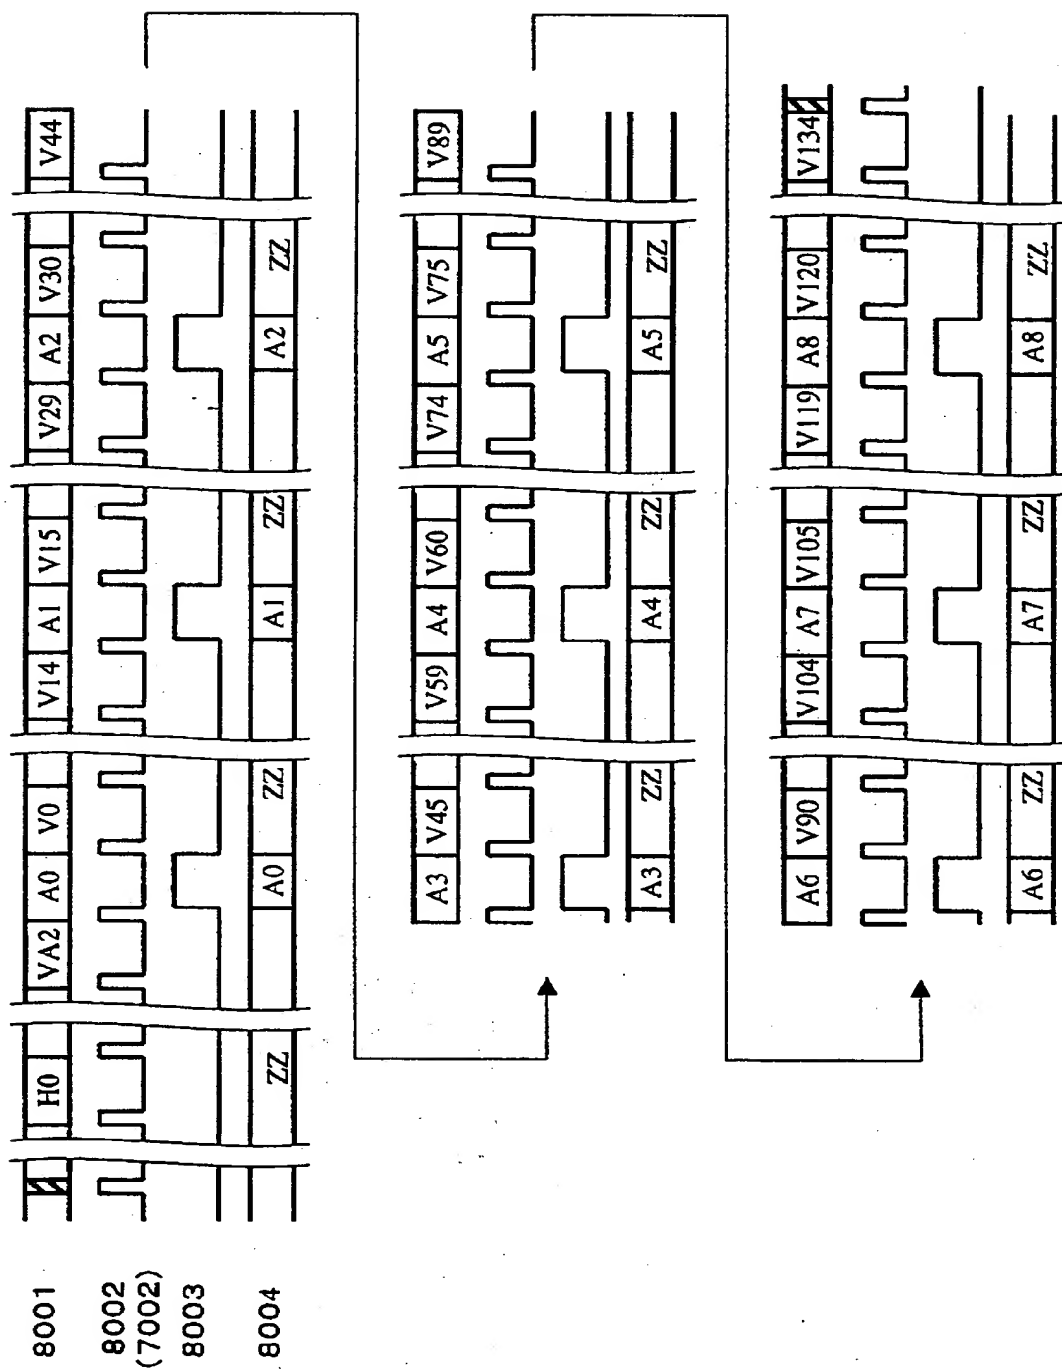 8001 H0 VA2 A0 V0 V14 A1 V15 V29 A2 V30 V44
8002
(7002)
8003
8004 ZZ A0 ZZ A1 ZZ A2 ZZ
A3 V45 V59 A4 V60 V74 A5 V75 V89
A3 ZZ A4 ZZ A5 ZZ
A6 V90 V104 A7 V105 V119 A8 V120 V134
A6 ZZ A7 ZZ A8 ZZ